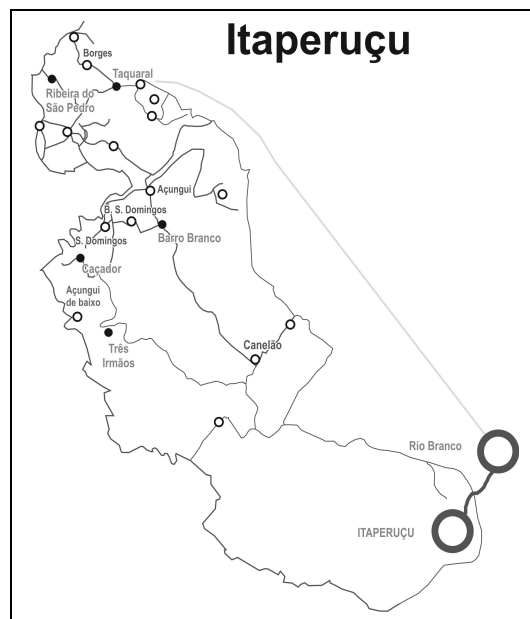 Itaperuçu
Borges
Taquaral
Ribeira do
São Pedro
Açungui
B. S. Domingos
S. Domingos
Barro Branco
Caçador
Açungui
de baixo
Três
Irmãos
Canelão
Rio Branco
ITAPERUÇU